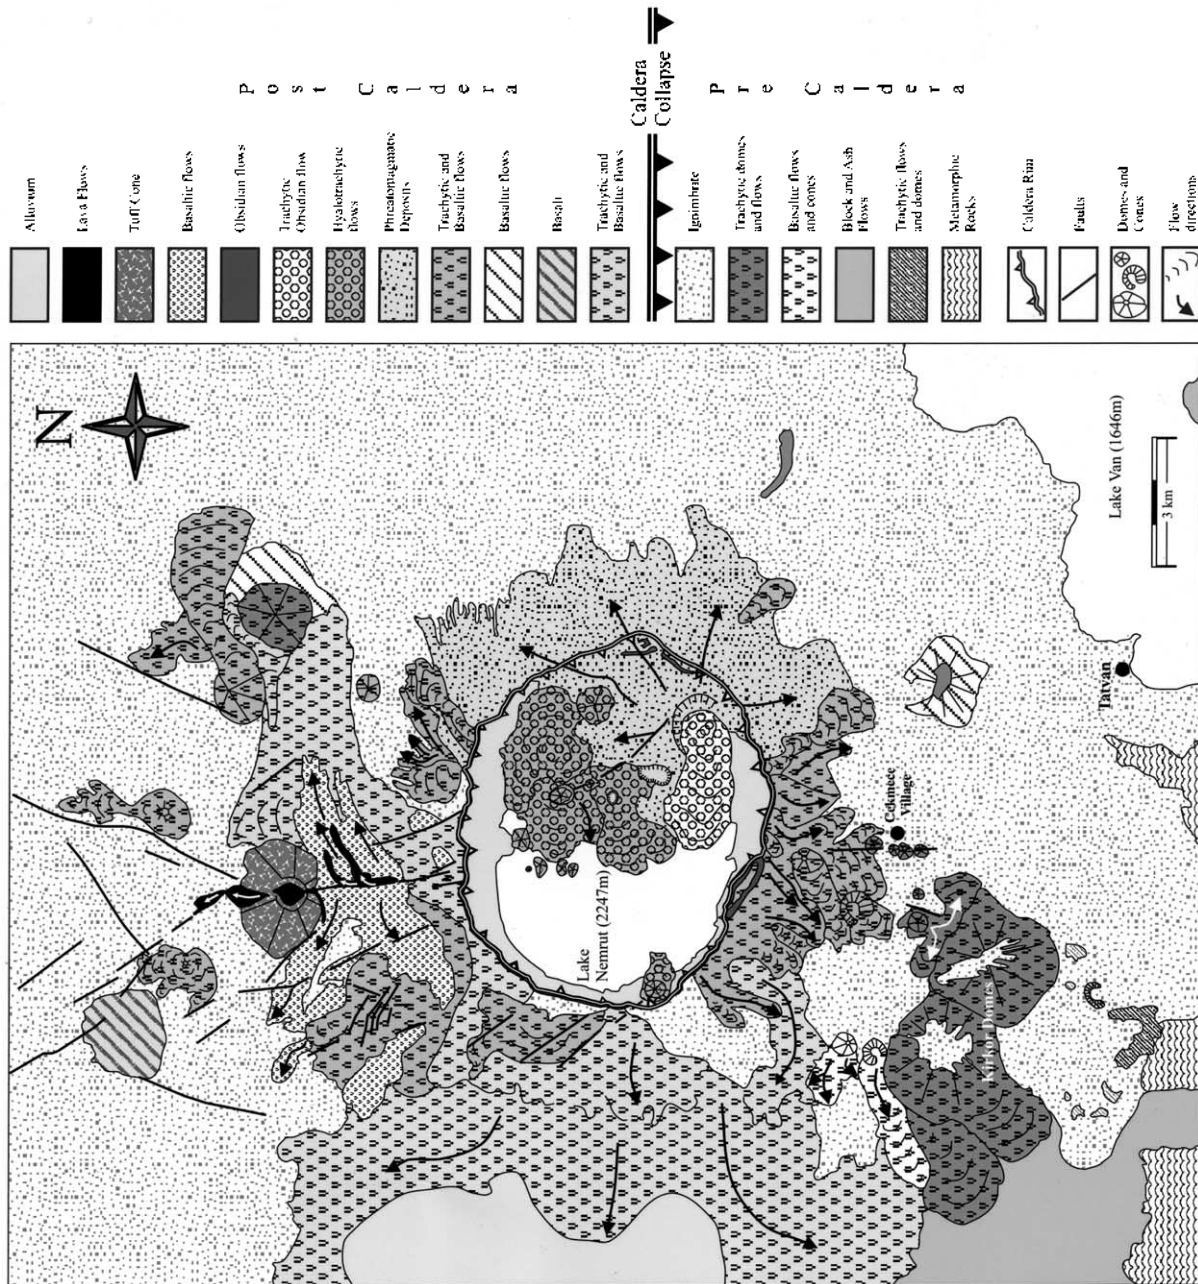 Alluvium
Lava Flows
Tuff Cone
Basaltic flows
Obsidian flows
Trachytic
Obsidian flow
Hyalotrachytic
flows
Phreatomagmatic
Deposits
Trachytic and
Basaltic flows
Basaltic flows
Basalt
Trachytic and
Basaltic flows
Post Caldera
Caldera
Collapse
Ignimbrite
Trachytic domes
and flows
Basaltic flows
and cones
Block and Ash
Flows
Trachytic flows
and domes
Metamorphic
Rocks
Pre Caldera
Caldera Rim
Faults
Domes and
Cones
Flow
directions
N
Lake
Nemrut (2247m)
Kirkor Domes
Village
Tatvan
Lake Van (1646m)
3 km